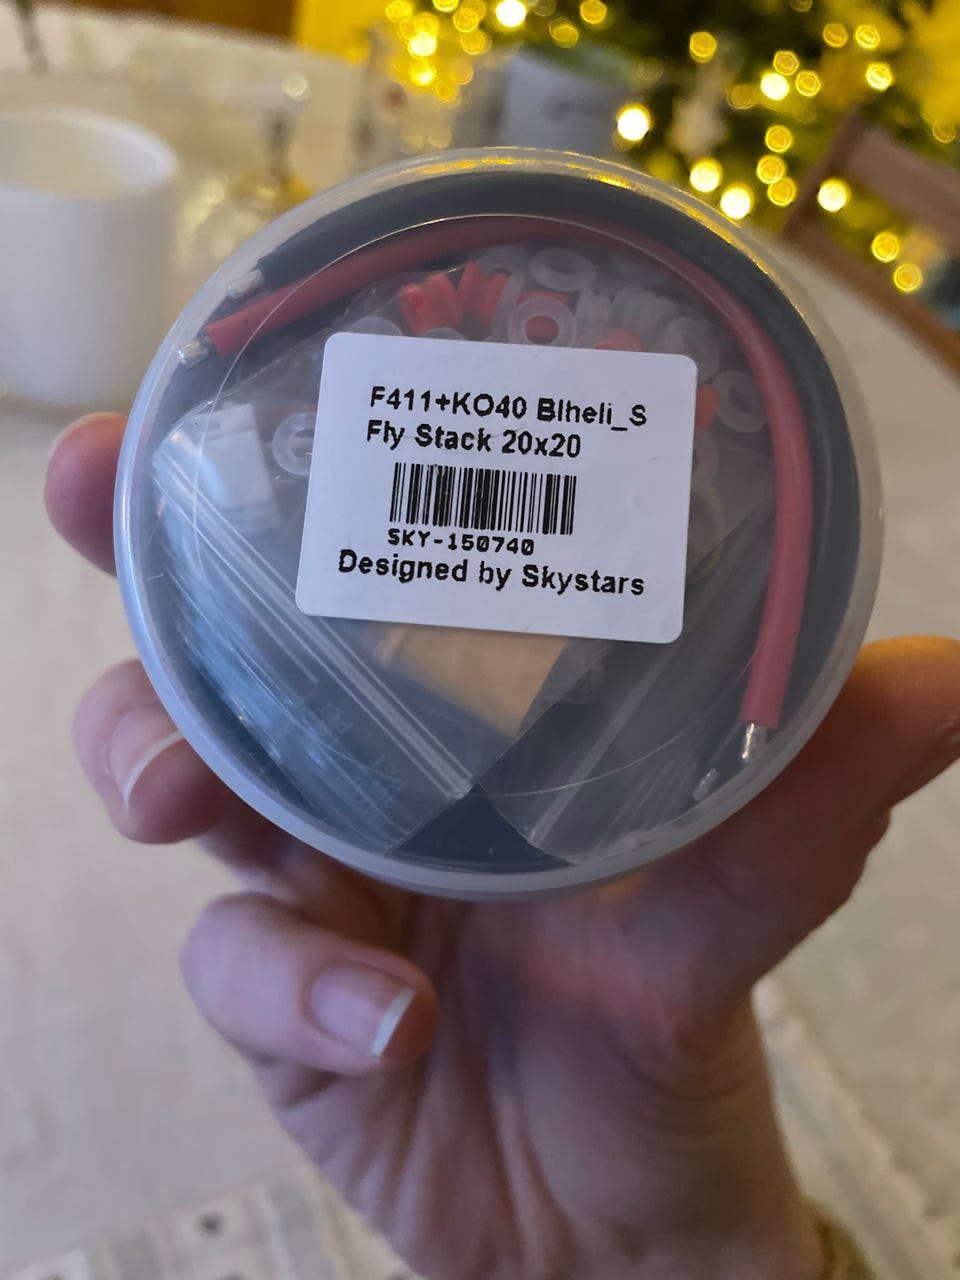 F411+KO40 Blheli_S
Fly Stack 20x20
SKY-150740
Designed by Skystars